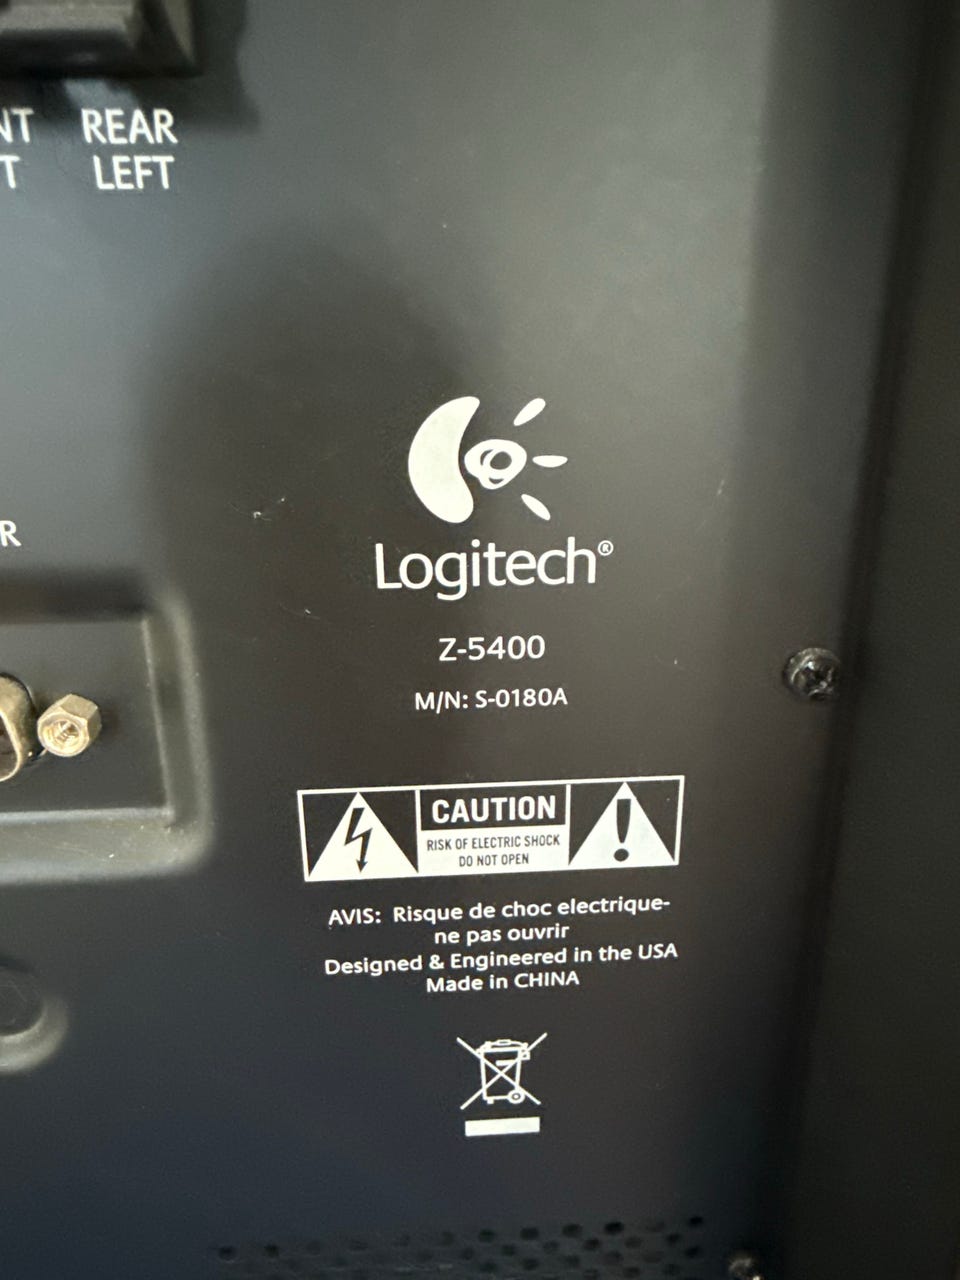 NT REAR
T LEFT
R
Logitech®
Z-5400
M/N: S-0180A
CAUTION
RISK OF ELECTRIC SHOCK
DO NOT OPEN
AVIS: Risque de choc electrique-
ne pas ouvrir
Designed & Engineered in the USA
Made in CHINA